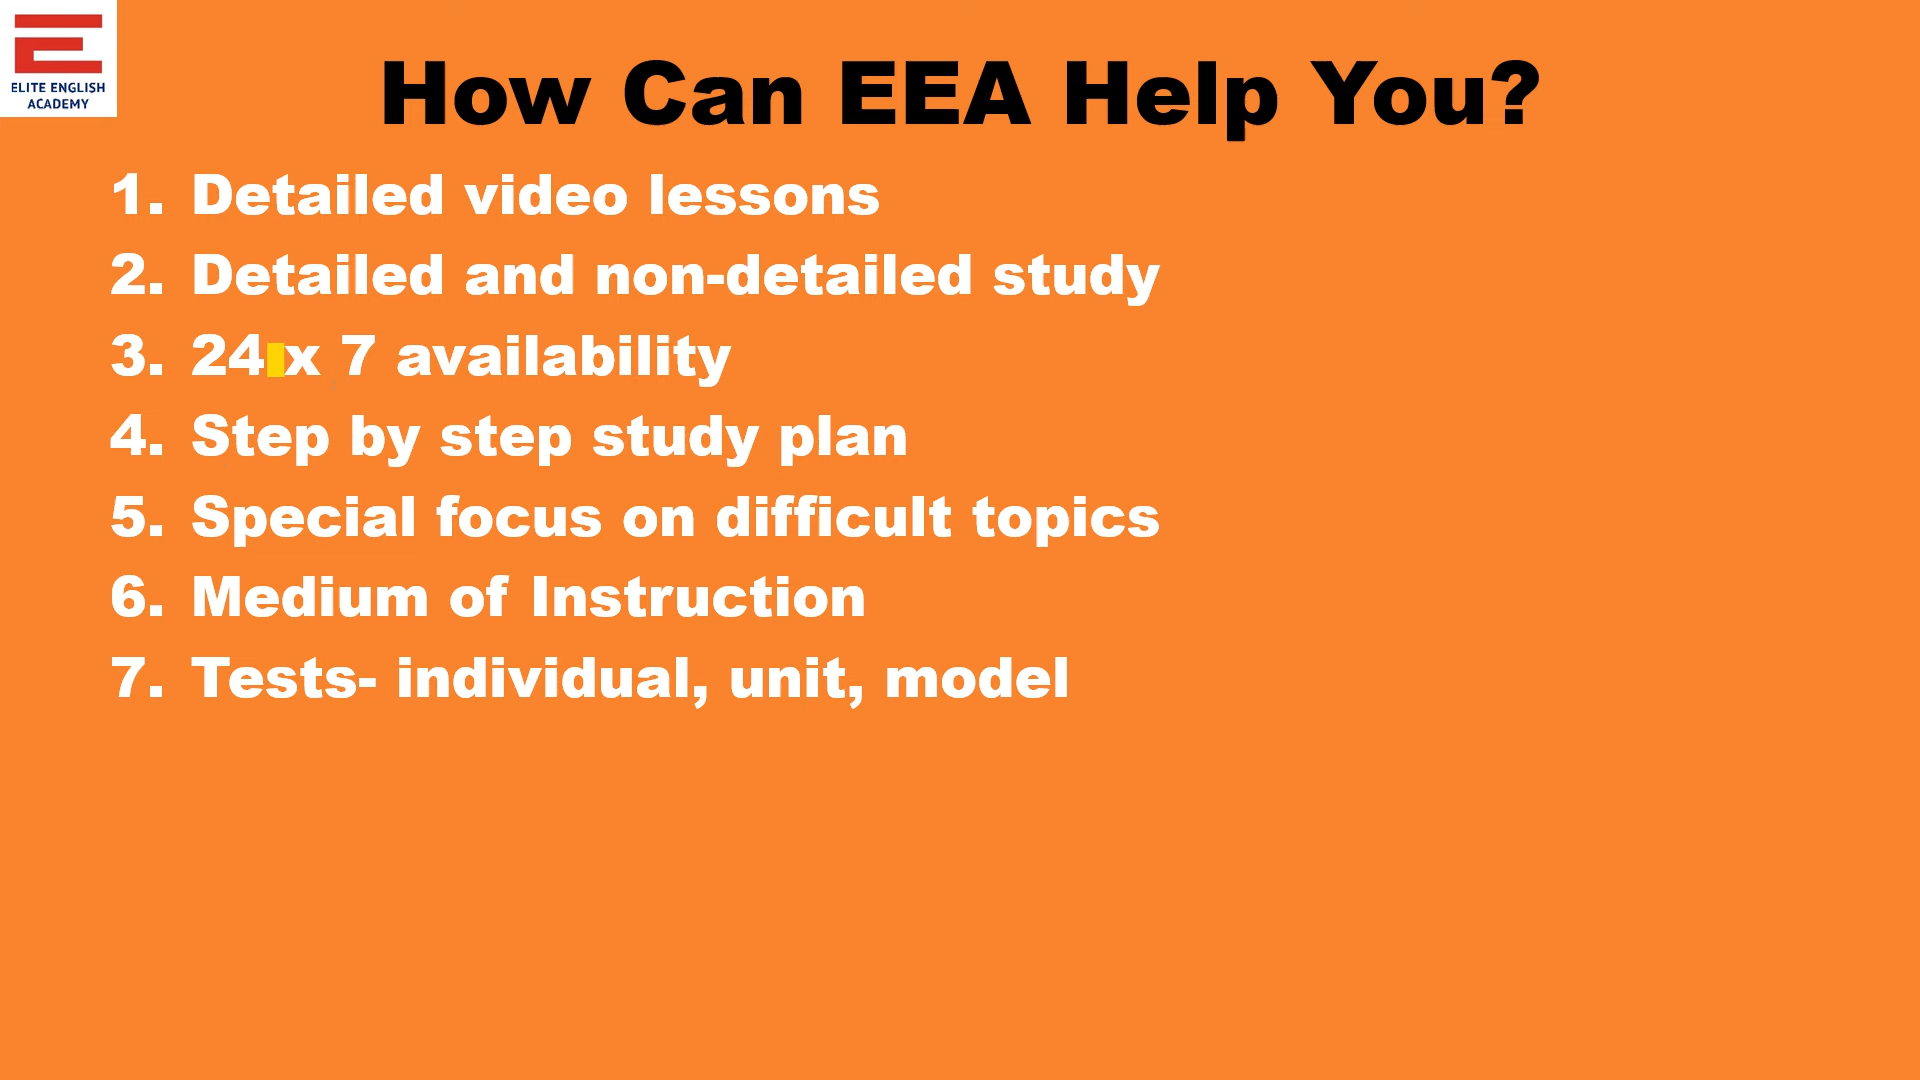 ELITE ENGLISH
ACADEMY
How Can EEA Help You?
1. Detailed video lessons
2. Detailed and non-detailed study
3. 24 x 7 availability
4. Step by step study plan
5. Special focus on difficult topics
6. Medium of Instruction
7. Tests- individual, unit, model